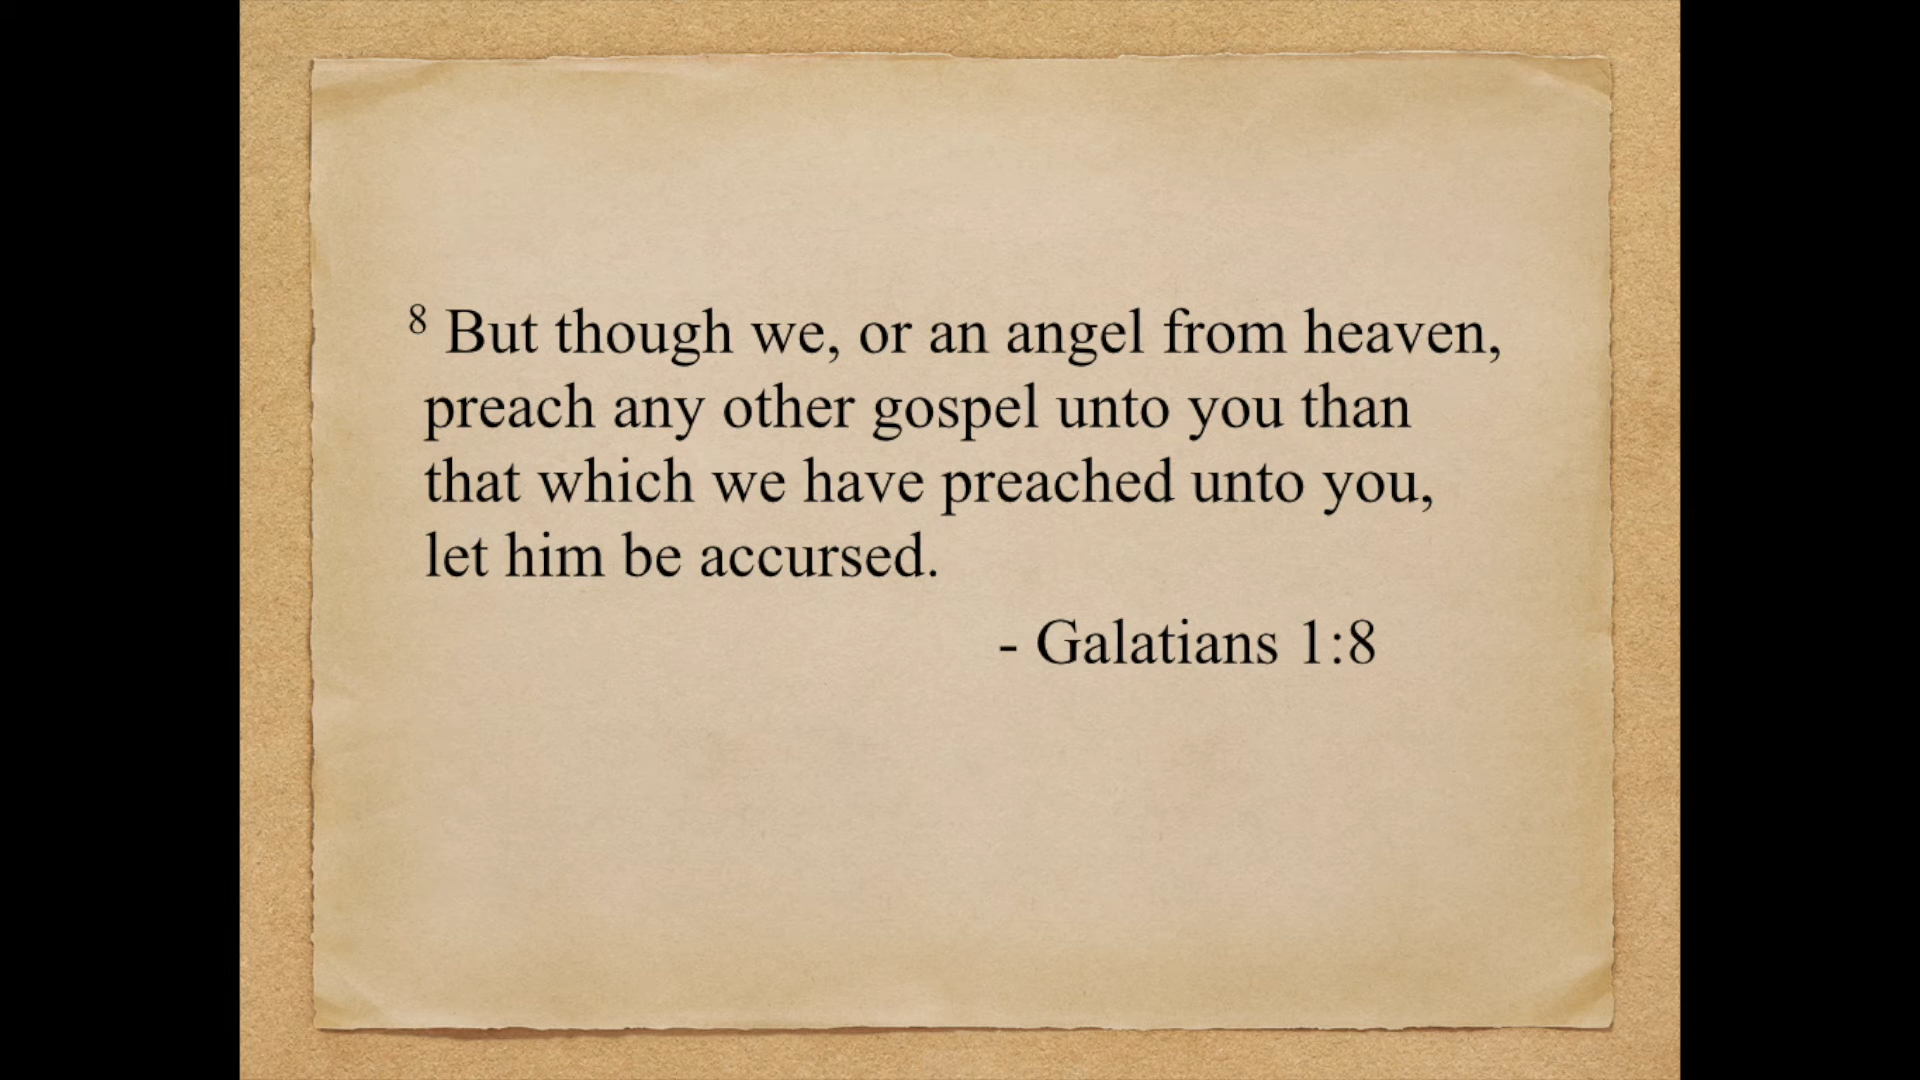 8 But though we, or an angel from heaven,
preach any other gospel unto you than
that which we have preached unto you,
let him be accursed.
- Galatians 1:8